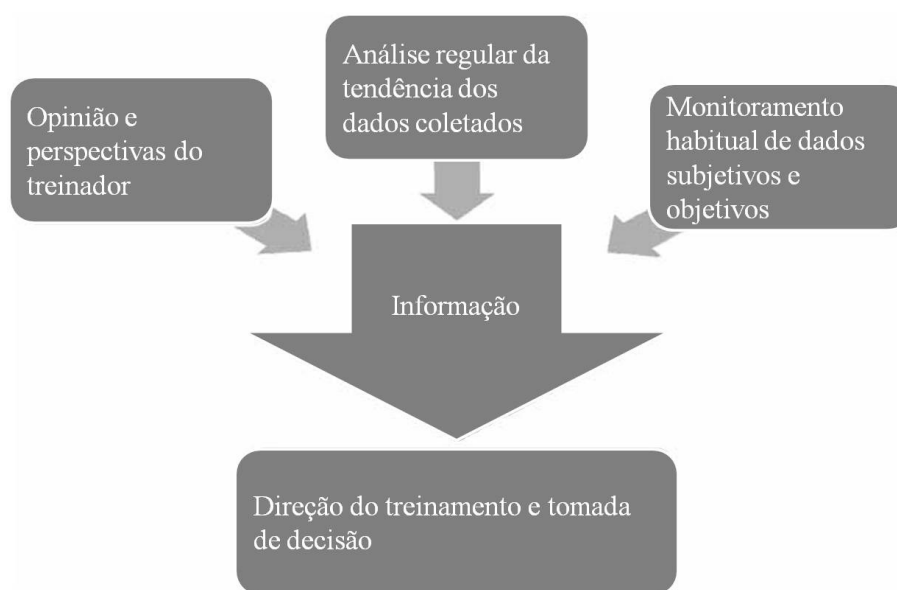 Opinião e
perspectivas do
treinador
Análise regular da
tendência dos
dados coletados
Monitoramento
habitual de dados
subjetivos e
objetivos
Informação
Direção do treinamento e tomada
de decisão